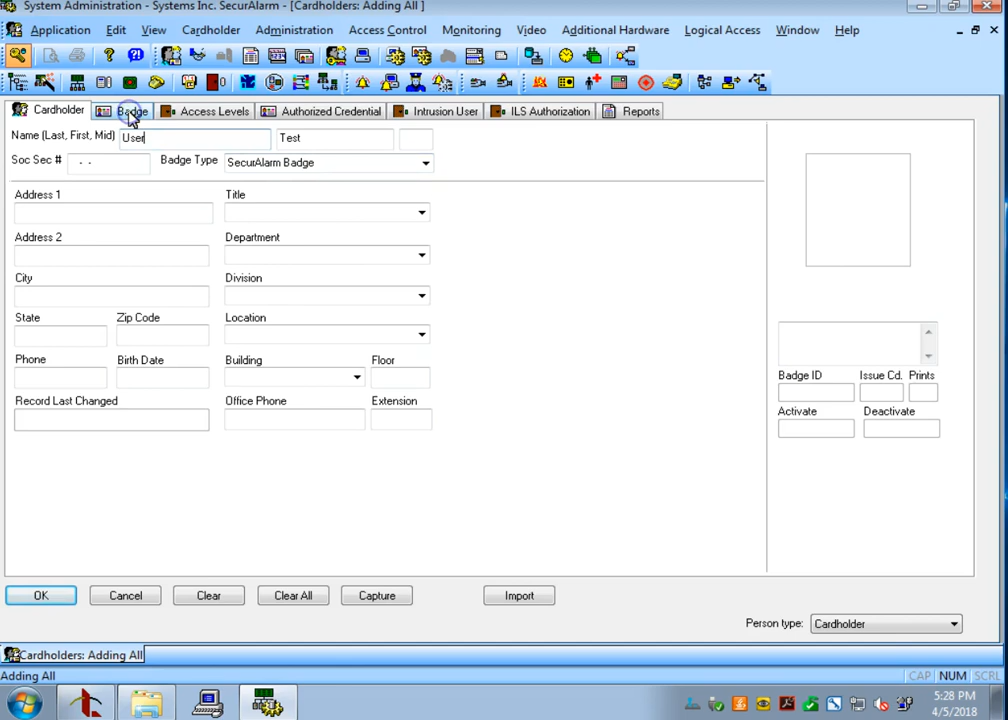 System Administration - Systems Inc. SecurAlarm - [Cardholders: Adding All ]
Application Edit View Cardholder Administration Access Control Monitoring Video Additional Hardware Logical Access Window Help
Cardholder Badge Access Levels Authorized Credential Intrusion User ILS Authorization Reports
Name (Last, First, Mid) User Test
Soc Sec # - - Badge Type SecurAlarm Badge
Address 1 Title
Address 2 Department
City Division
State Zip Code Location
Phone Birth Date Building Floor
Record Last Changed Office Phone Extension
Badge ID Issue Cd. Prints
Activate Deactivate
OK Cancel Clear Clear All Capture Import
Person type: Cardholder
Cardholders: Adding All
Adding All CAP NUM SCRL
5:28 PM
4/5/2018